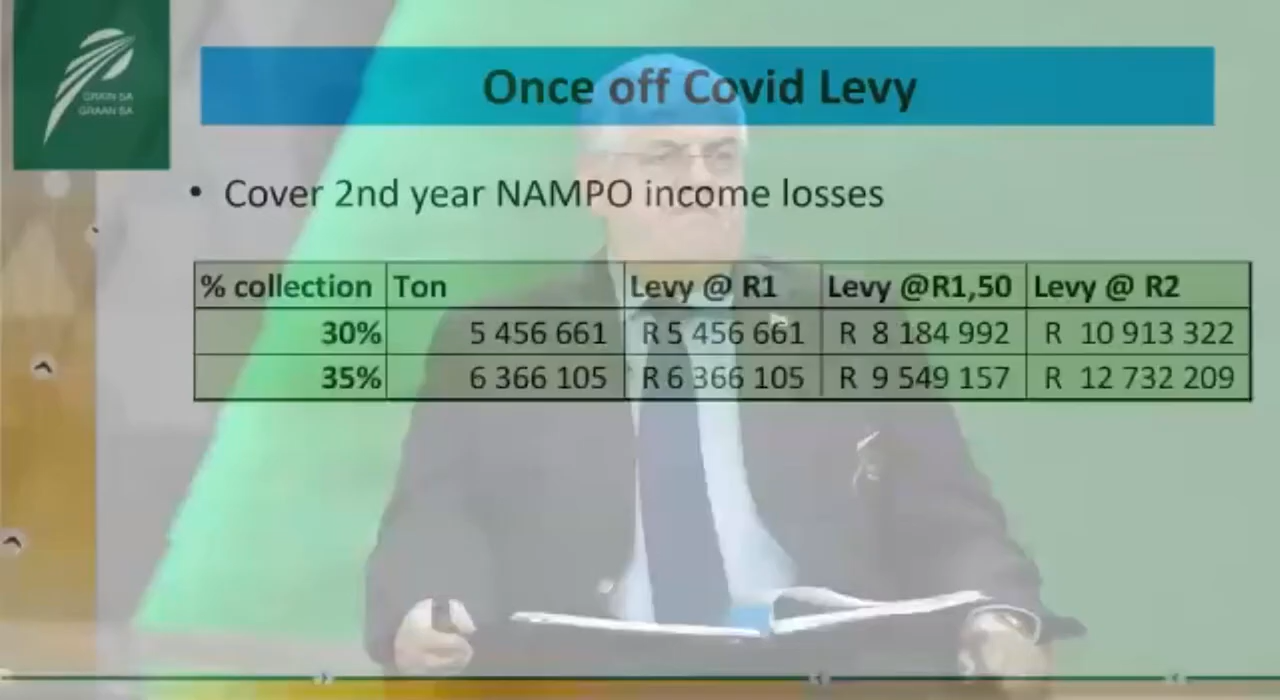 GRAIN SA
GRAAN SA
Once off Covid Levy
• Cover 2nd year NAMPO income losses
% collection Ton Levy @ R1 Levy @R1,50 Levy @ R2
30% 5 456 661 R 5 456 661 R 8 184 992 R 10 913 322
35% 6 366 105 R 6 366 105 R 9 549 157 R 12 732 209